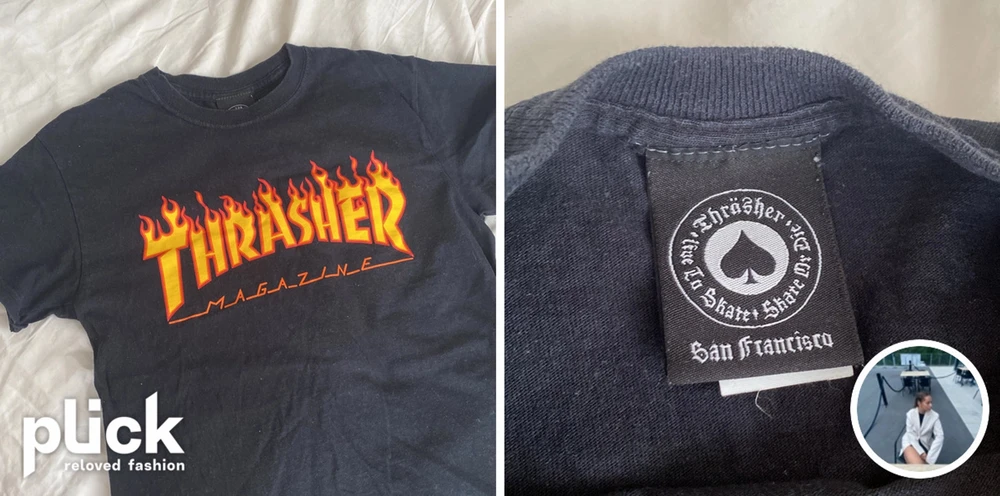 THRASHER
MAGAZINE
plick
reloved fashion
Thräsher
Live To Skate • Skate Or Die
San Francisco